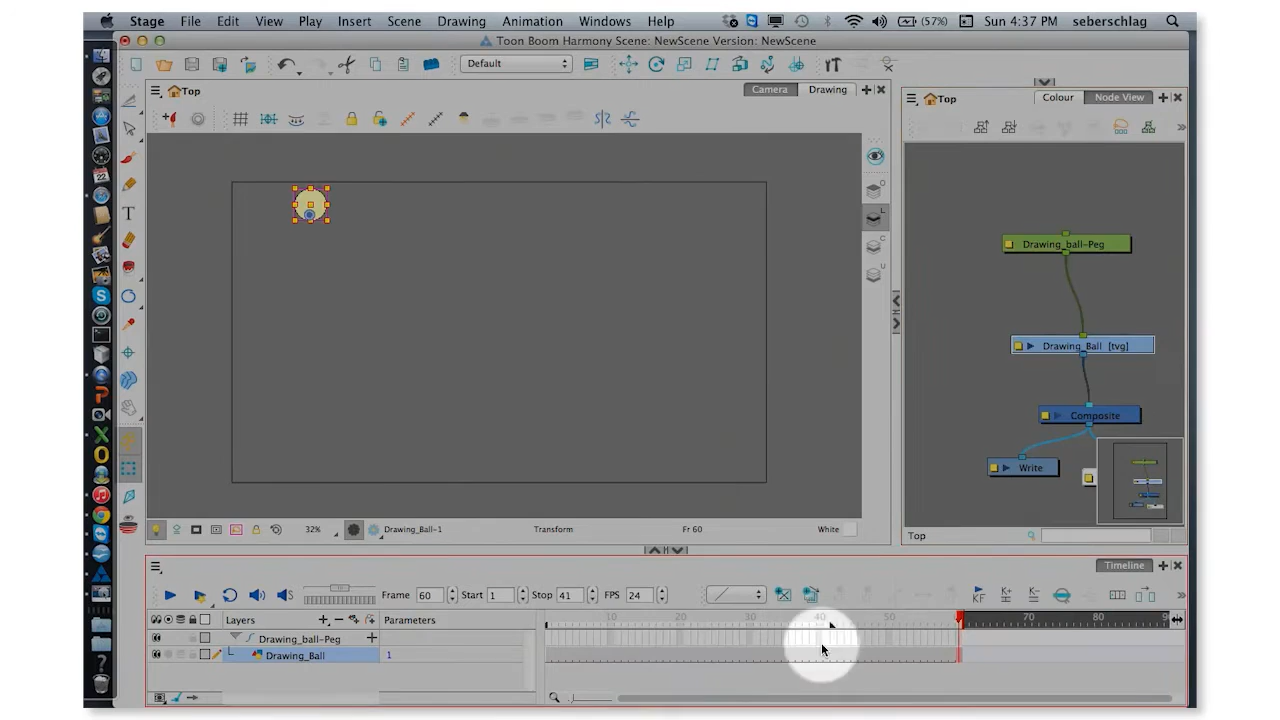 Stage File Edit View Play Insert Scene Drawing Animation Windows Help (57%) Sun 4:37 PM seberschlag
Toon Boom Harmony Scene: NewScene Version: NewScene
Default
Top Camera Drawing
Top Colour Node View
T
O
L
C
U
Drawing_ball-Peg
Drawing_Ball [tvg]
Composite
Write
32% Drawing_Ball-1 Transform Fr 60 White
Top
Timeline
Frame 60 Start 1 Stop 41 FPS 24 KF K+ K-
Layers Parameters 10 20 30 40 50 70 80 9
Drawing_ball-Peg
Drawing_Ball 1